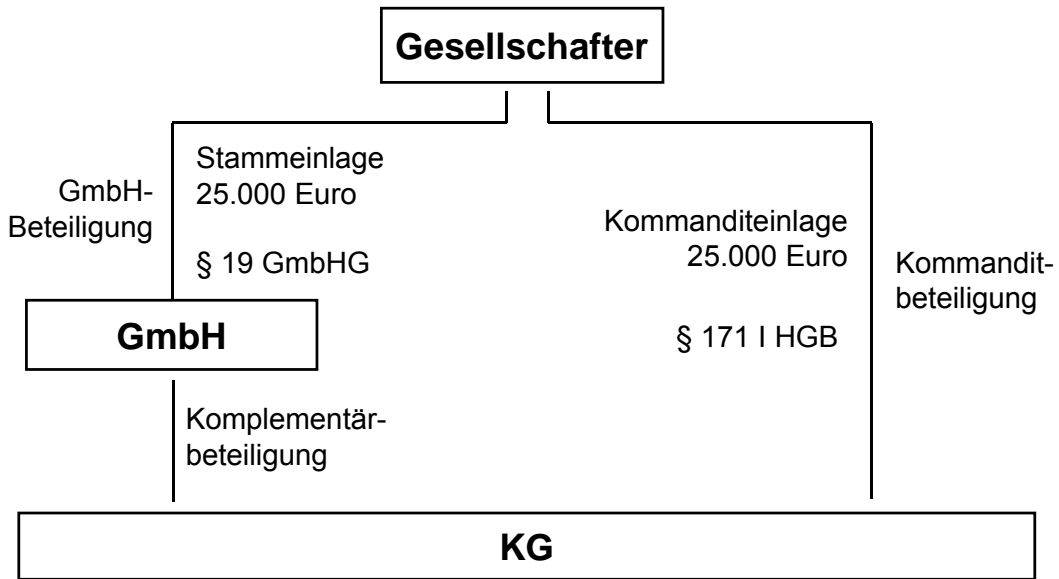 Gesellschafter
Stammeinlage
25.000 Euro
GmbH-
Beteiligung
§ 19 GmbHG
Kommanditeinlage
25.000 Euro
§ 171 I HGB
Kommandit-
beteiligung
GmbH
Komplementär-
beteiligung
KG